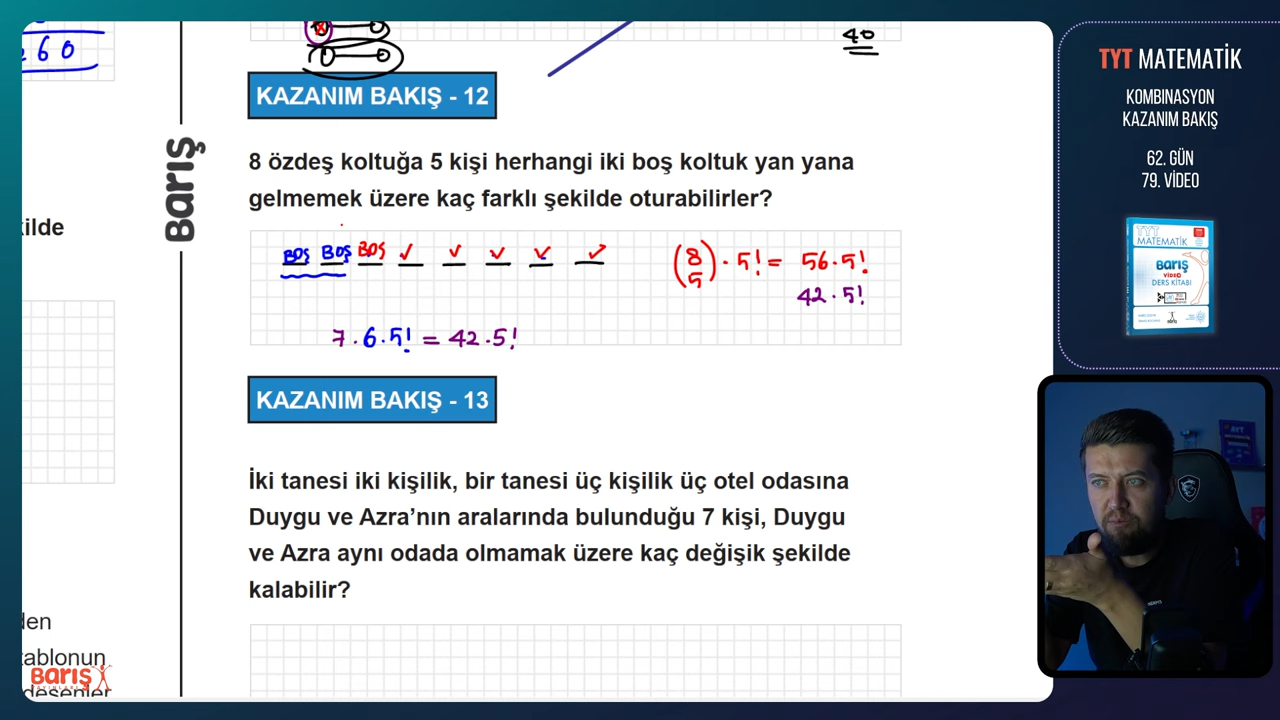 60
40
KAZANIM BAKIŞ - 12
Barış
8 özdeş koltuğa 5 kişi herhangi iki boş koltuk yan yana
gelmemek üzere kaç farklı şekilde oturabilirler?
kilde
BOŞ BOŞ BOŞ ✓ ✓ ✓ ✓ ✓
(8 5) · 5! = 56 · 5!
42 · 5!
7 · 6 · 5! = 42 · 5!
KAZANIM BAKIŞ - 13
İki tanesi iki kişilik, bir tanesi üç kişilik üç otel odasına
Duygu ve Azra’nın aralarında bulunduğu 7 kişi, Duygu
ve Azra aynı odada olmamak üzere kaç değişik şekilde
kalabilir?
den
tablonun
desenler
Barış
TYT MATEMATİK
KOMBINASYON
KAZANIM BAKIŞ
62. GÜN
79. VİDEO
TYT
MATEMATİK
Barış
VİDEO
DERS KİTABI